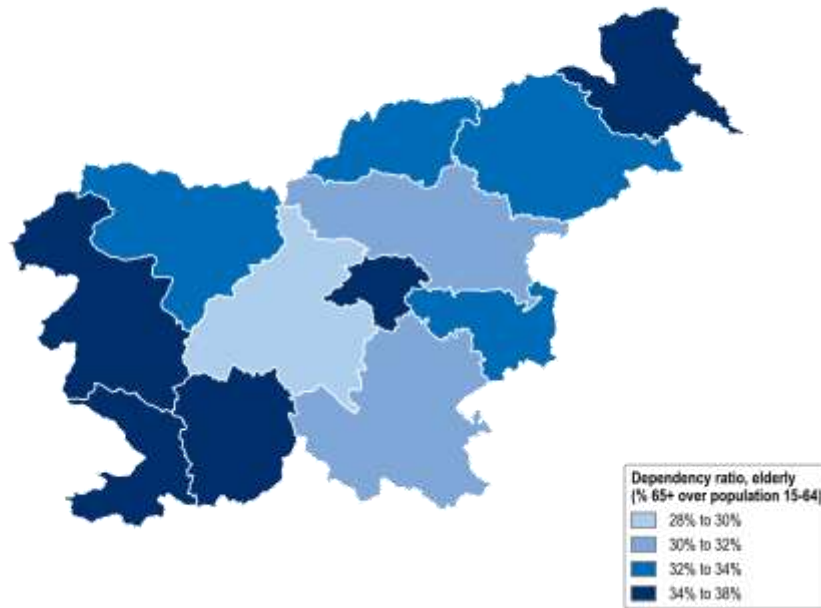 Dependency ratio, elderly
(% 65+ over population 15-64)
28% to 30%
30% to 32%
32% to 34%
34% to 38%